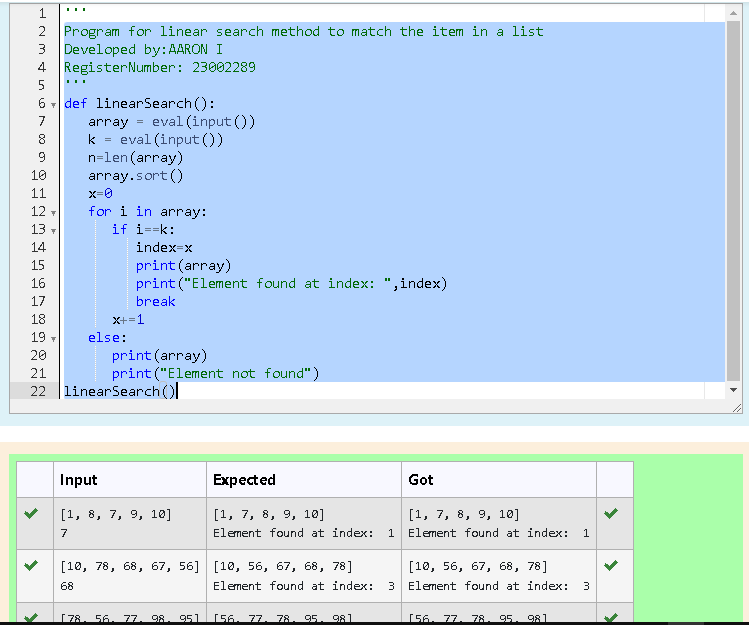 1 '''
2 Program for linear search method to match the item in a list
3 Developed by:AARON I
4 RegisterNumber: 23002289
5 '''
6 def linearSearch():
7 array = eval(input())
8 k = eval(input())
9 n=len(array)
10 array.sort()
11 x=0
12 for i in array:
13 if i==k:
14 index=x
15 print(array)
16 print("Element found at index: ",index)
17 break
18 x+=1
19 else:
20 print(array)
21 print("Element not found")
22 linearSearch()
Input Expected Got
[1, 8, 7, 9, 10] [1, 7, 8, 9, 10] [1, 7, 8, 9, 10]
7 Element found at index:  1 Element found at index:  1
[10, 78, 68, 67, 56] [10, 56, 67, 68, 78] [10, 56, 67, 68, 78]
68 Element found at index:  3 Element found at index:  3
[78, 56, 77, 98, 95] [56, 77, 78, 95, 98] [56, 77, 78, 95, 98]